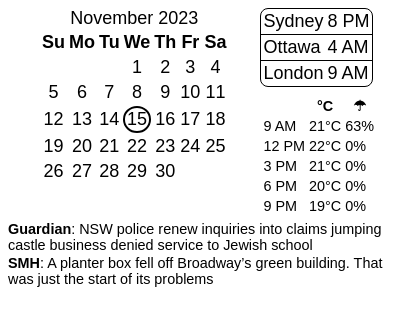 November 2023
Su Mo Tu We Th Fr Sa
1 2 3 4
5 6 7 8 9 10 11
12 13 14 15 16 17 18
19 20 21 22 23 24 25
26 27 28 29 30
Sydney 8 PM
Ottawa 4 AM
London 9 AM
°C ☂
9 AM 21°C 63%
12 PM 22°C 0%
3 PM 21°C 0%
6 PM 20°C 0%
9 PM 19°C 0%
Guardian: NSW police renew inquiries into claims jumping
castle business denied service to Jewish school
SMH: A planter box fell off Broadway’s green building. That
was just the start of its problems